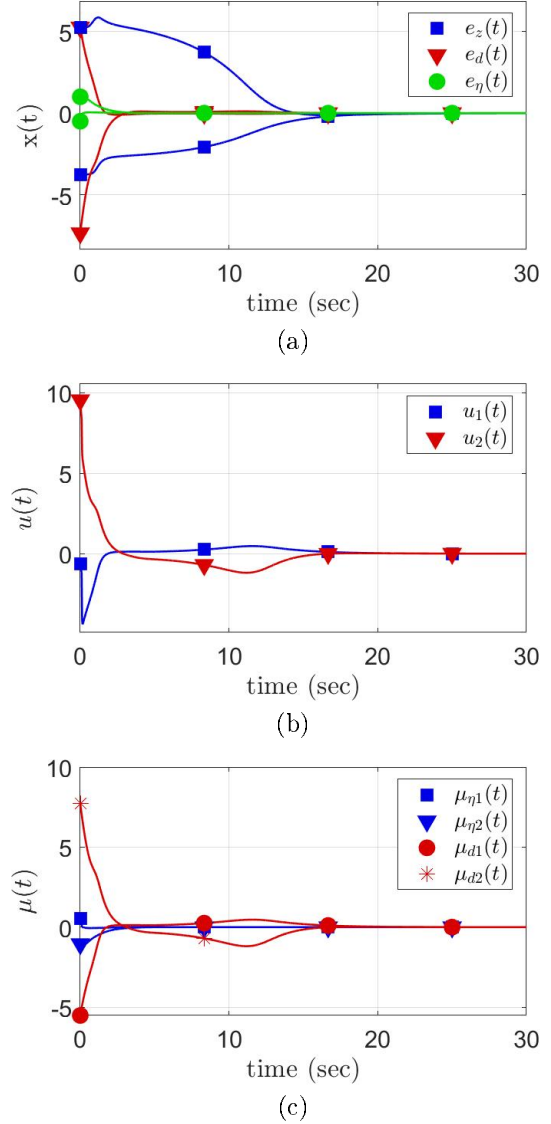 5
0
-5
x(t)
e_z(t)
e_d(t)
e_η(t)
0 10 20 30
time (sec)
(a)
10
5
0
u(t)
u_1(t)
u_2(t)
0 10 20 30
time (sec)
(b)
10
5
0
-5
μ(t)
μ_η1(t)
μ_η2(t)
μ_d1(t)
μ_d2(t)
0 10 20 30
time (sec)
(c)